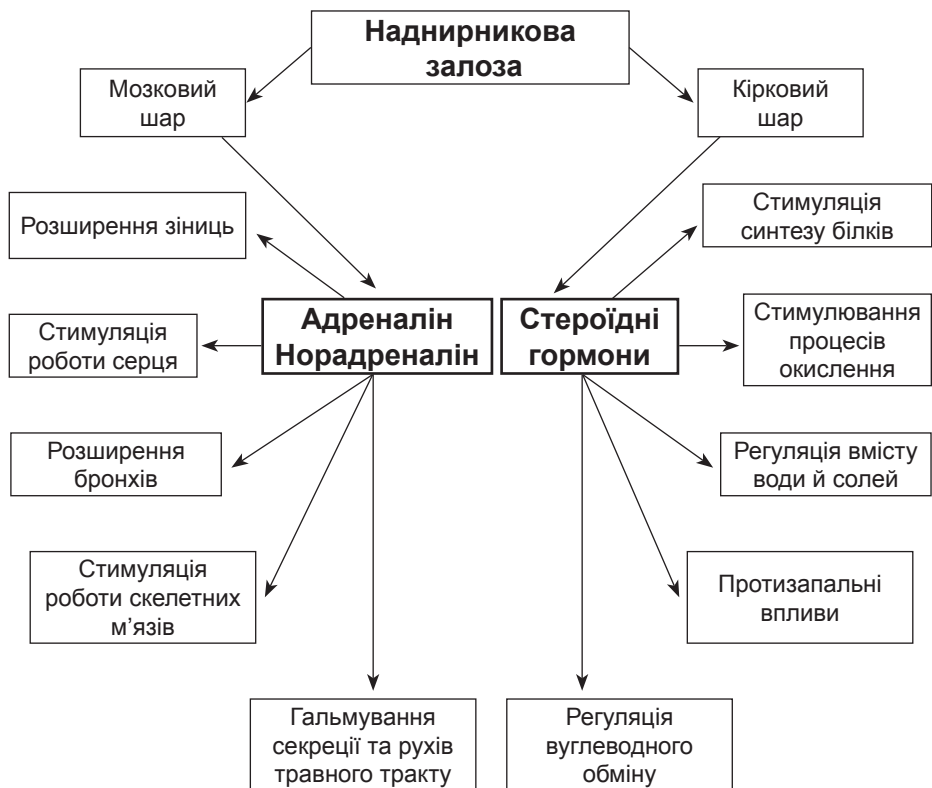 Наднирникова
залоза
Мозковий
шар
Кірковий
шар
Розширення зіниць
Стимуляція
синтезу білків
Адреналін
Норадреналін
Стероїдні
гормони
Стимуляція
роботи серця
Стимулювання
процесів
окислення
Розширення
бронхів
Регуляція вмісту
води й солей
Стимуляція
роботи скелетних
м’язів
Протизапальні
впливи
Гальмування
секреції та рухів
травного тракту
Регуляція
вуглеводного
обміну